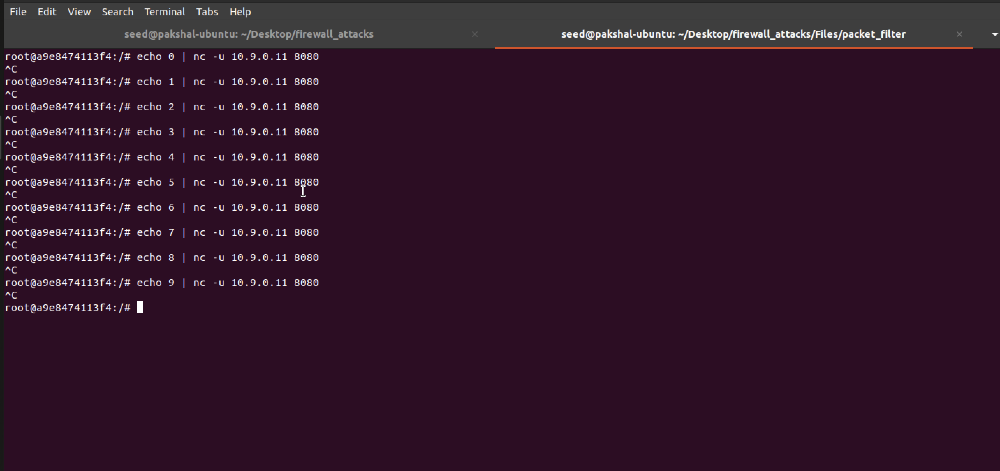 File Edit View Search Terminal Tabs Help
seed@pakshal-ubuntu: ~/Desktop/firewall_attacks × seed@pakshal-ubuntu: ~/Desktop/firewall_attacks/Files/packet_filter ×
root@a9e8474113f4:/# echo 0 | nc -u 10.9.0.11 8080
^C
root@a9e8474113f4:/# echo 1 | nc -u 10.9.0.11 8080
^C
root@a9e8474113f4:/# echo 2 | nc -u 10.9.0.11 8080
^C
root@a9e8474113f4:/# echo 3 | nc -u 10.9.0.11 8080
^C
root@a9e8474113f4:/# echo 4 | nc -u 10.9.0.11 8080
^C
root@a9e8474113f4:/# echo 5 | nc -u 10.9.0.11 8080
^C
root@a9e8474113f4:/# echo 6 | nc -u 10.9.0.11 8080
^C
root@a9e8474113f4:/# echo 7 | nc -u 10.9.0.11 8080
^C
root@a9e8474113f4:/# echo 8 | nc -u 10.9.0.11 8080
^C
root@a9e8474113f4:/# echo 9 | nc -u 10.9.0.11 8080
^C
root@a9e8474113f4:/#